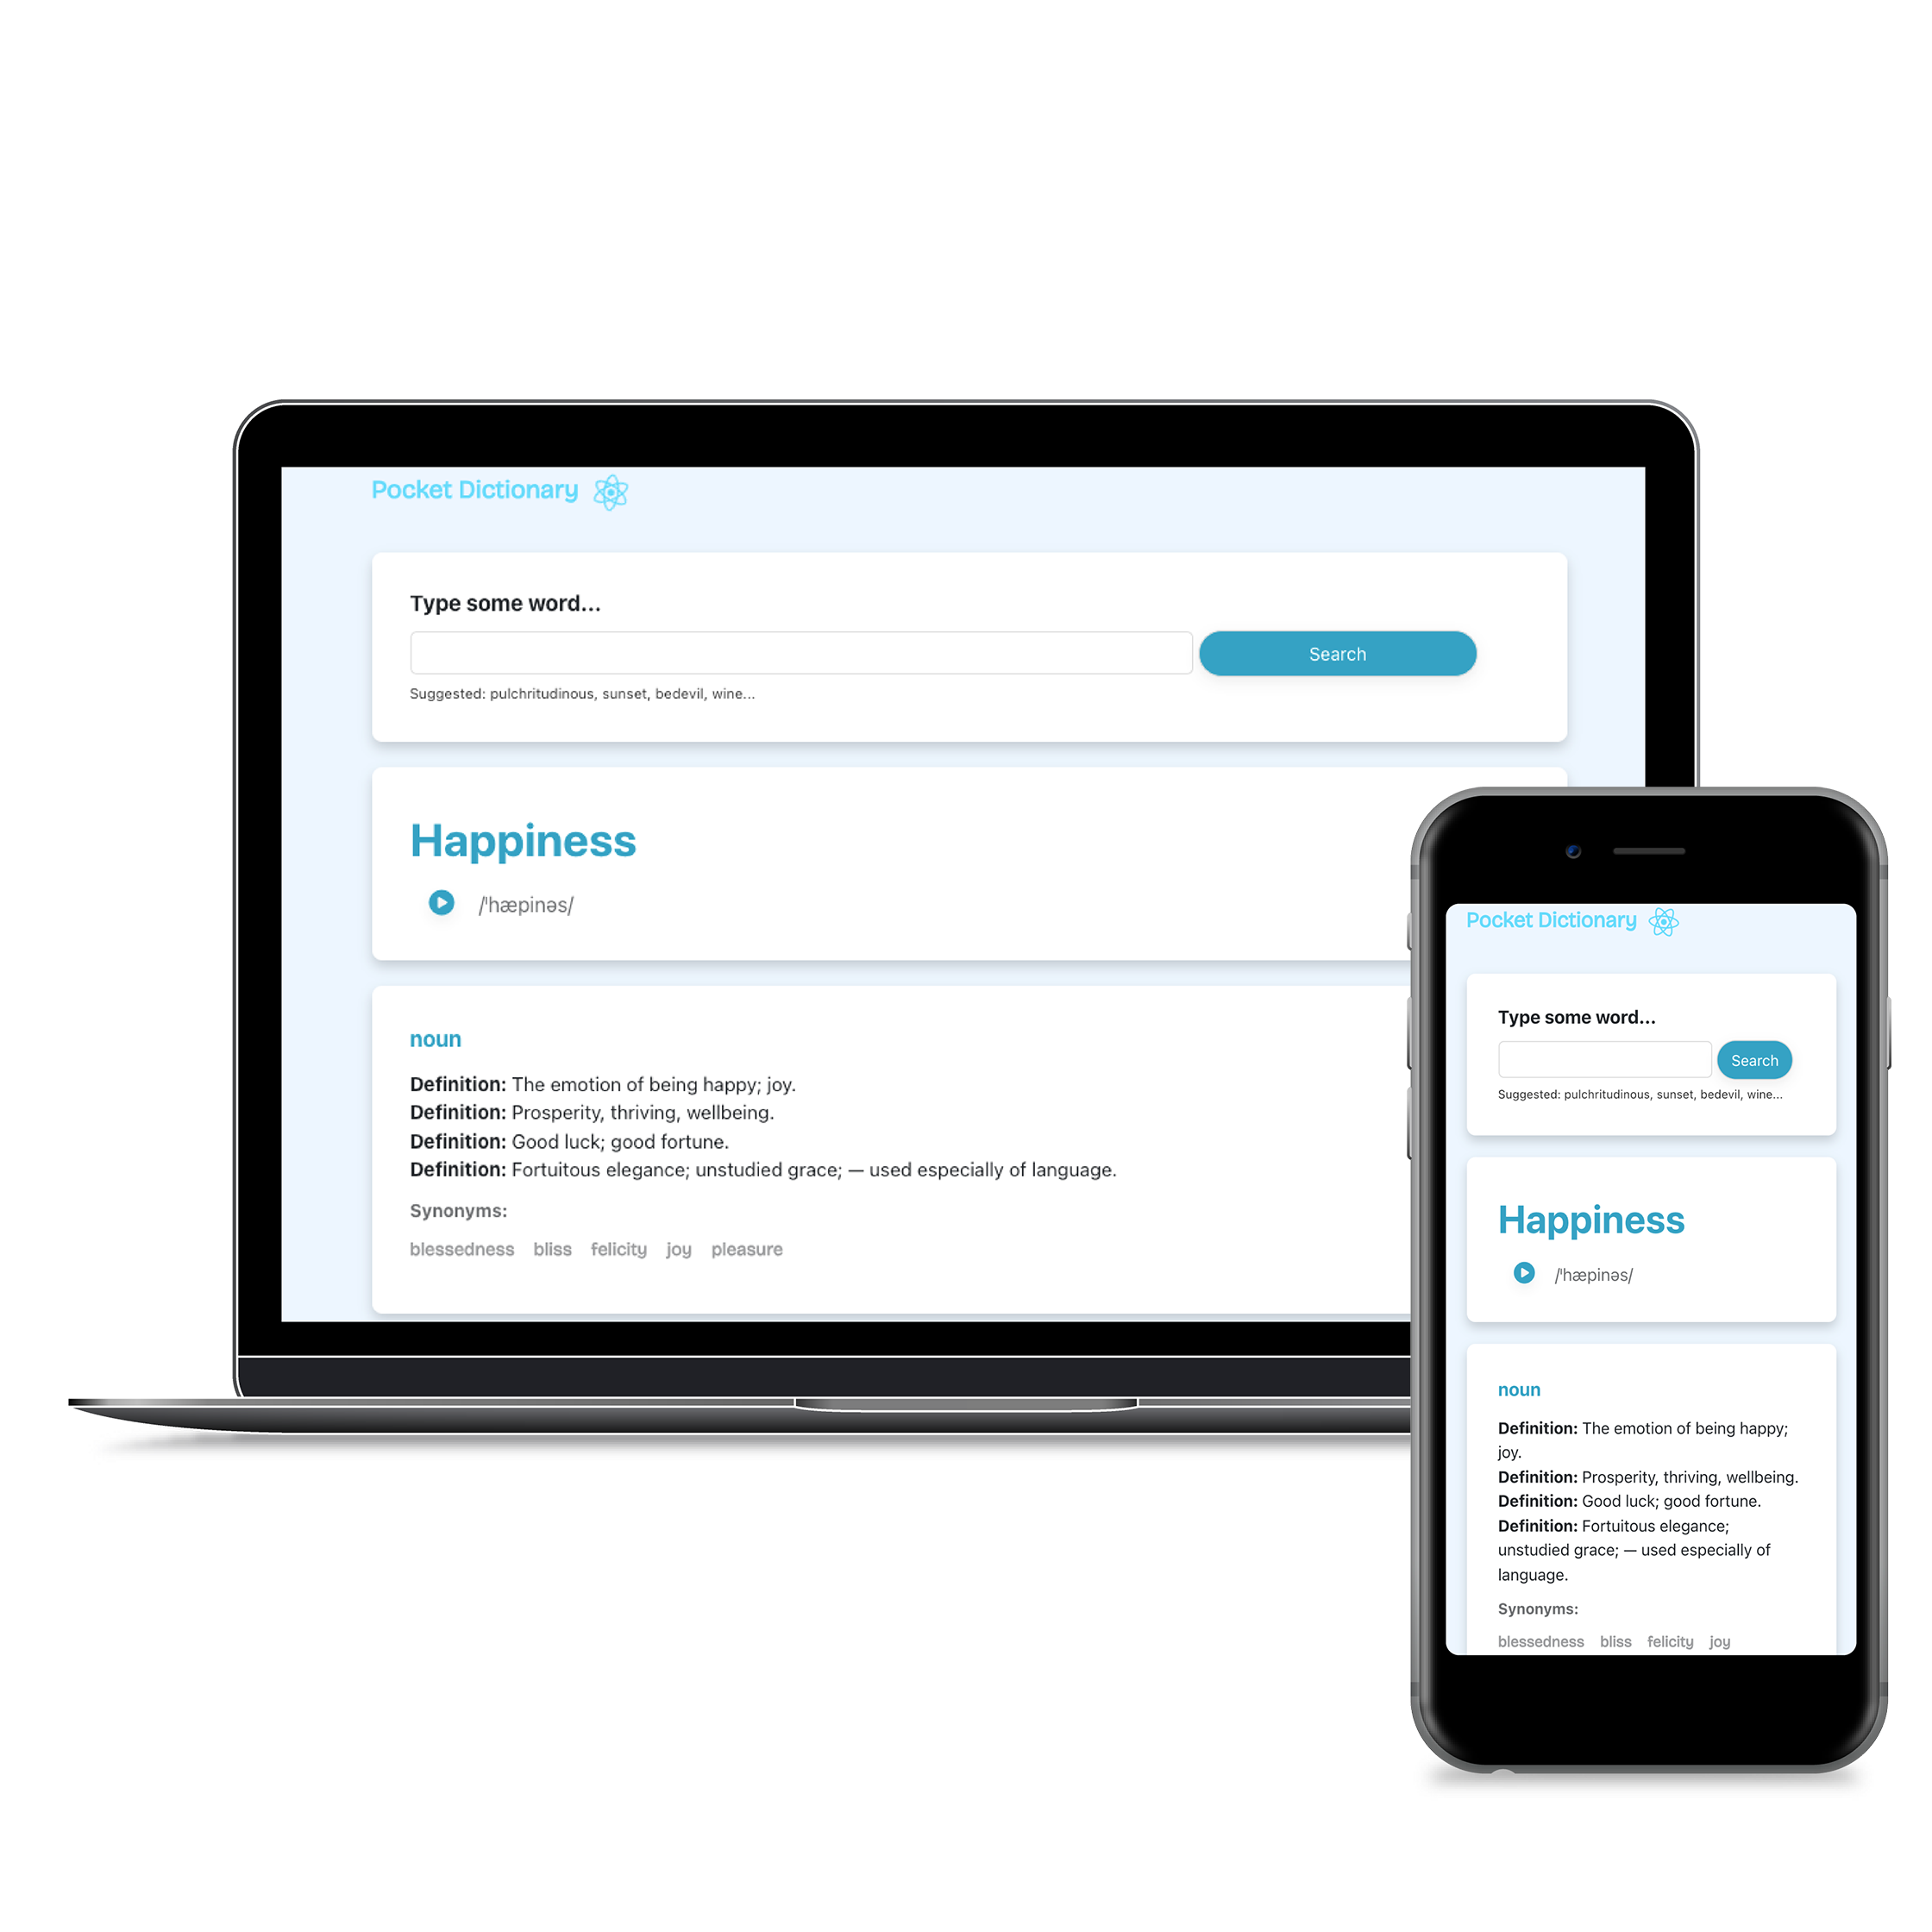 Pocket Dictionary
Type some word...
Search
Suggested: pulchritudinous, sunset, bedevil, wine...
Happiness
/ˈhæpinəs/
noun
Definition: The emotion of being happy; joy.
Definition: Prosperity, thriving, wellbeing.
Definition: Good luck; good fortune.
Definition: Fortuitous elegance; unstudied grace; — used especially of language.
Synonyms:
blessedness bliss felicity joy pleasure
Pocket Dictionary
Type some word...
Search
Suggested: pulchritudinous, sunset, bedevil, wine...
Happiness
/ˈhæpinəs/
noun
Definition: The emotion of being happy;
joy.
Definition: Prosperity, thriving, wellbeing.
Definition: Good luck; good fortune.
Definition: Fortuitous elegance;
unstudied grace; — used especially of
language.
Synonyms:
blessedness bliss felicity joy